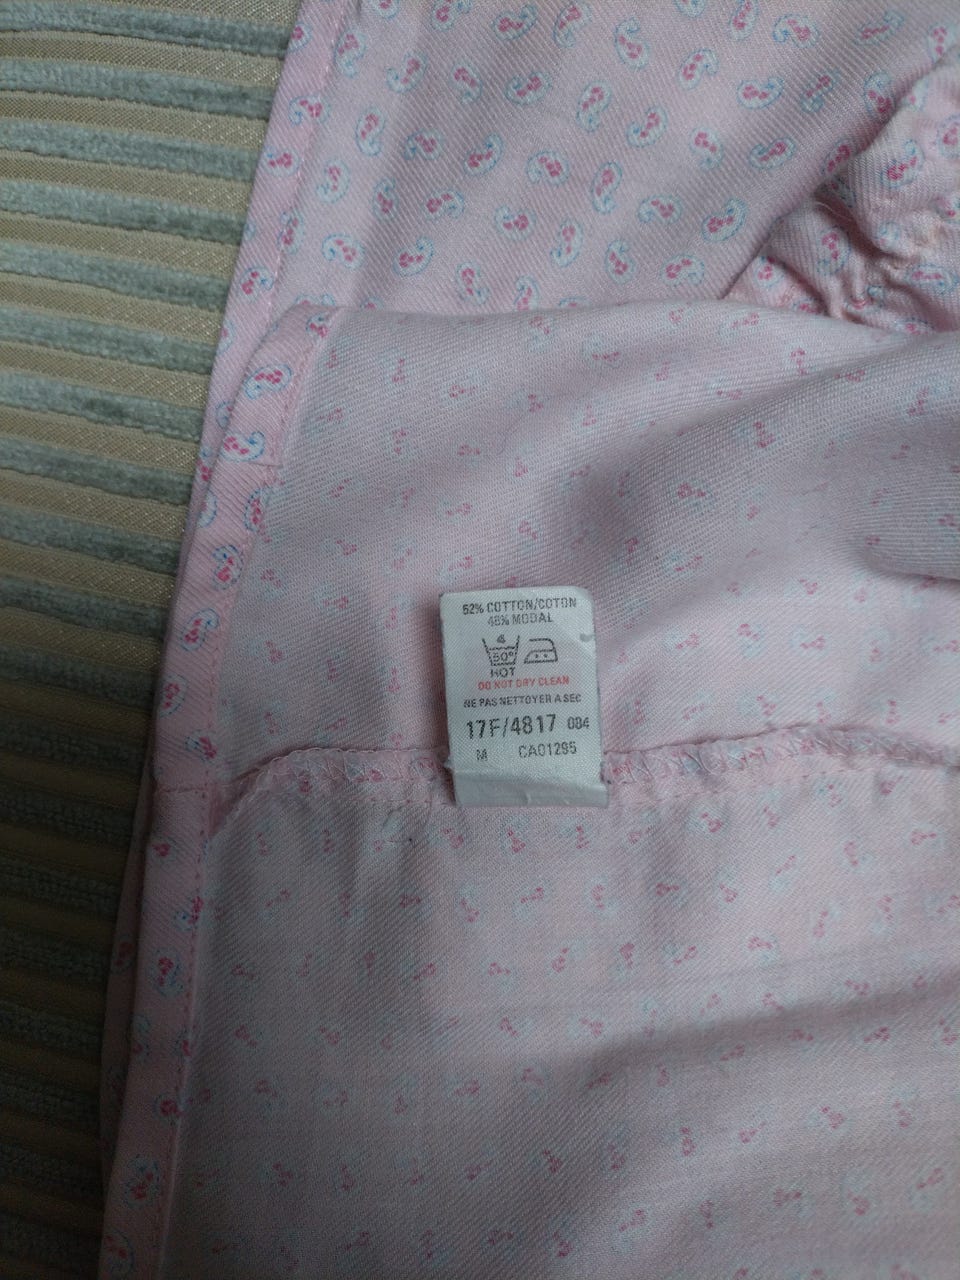 52% COTTON/COTON
48% MODAL
4
50°
HOT
DO NOT DRY CLEAN
NE PAS NETTOYER A SEC
17F/4817 084
M CA01295